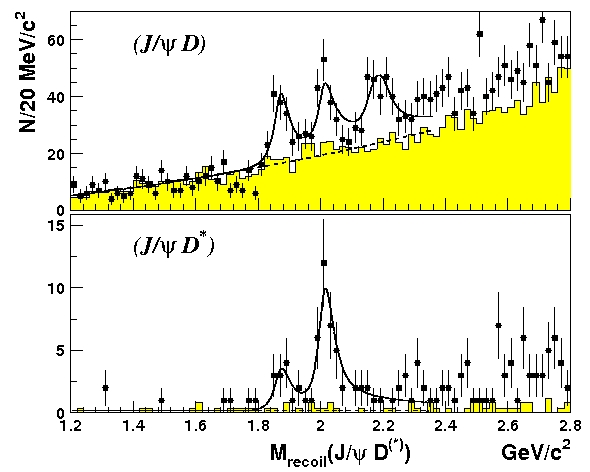 N/20 MeV/c²
60
40
20
0
(J/ψ D)
15
10
5
0
(J/ψ D*)
1.2 1.4 1.6 1.8 2 2.2 2.4 2.6 2.8
M_recoil(J/ψ D^(*)) GeV/c²